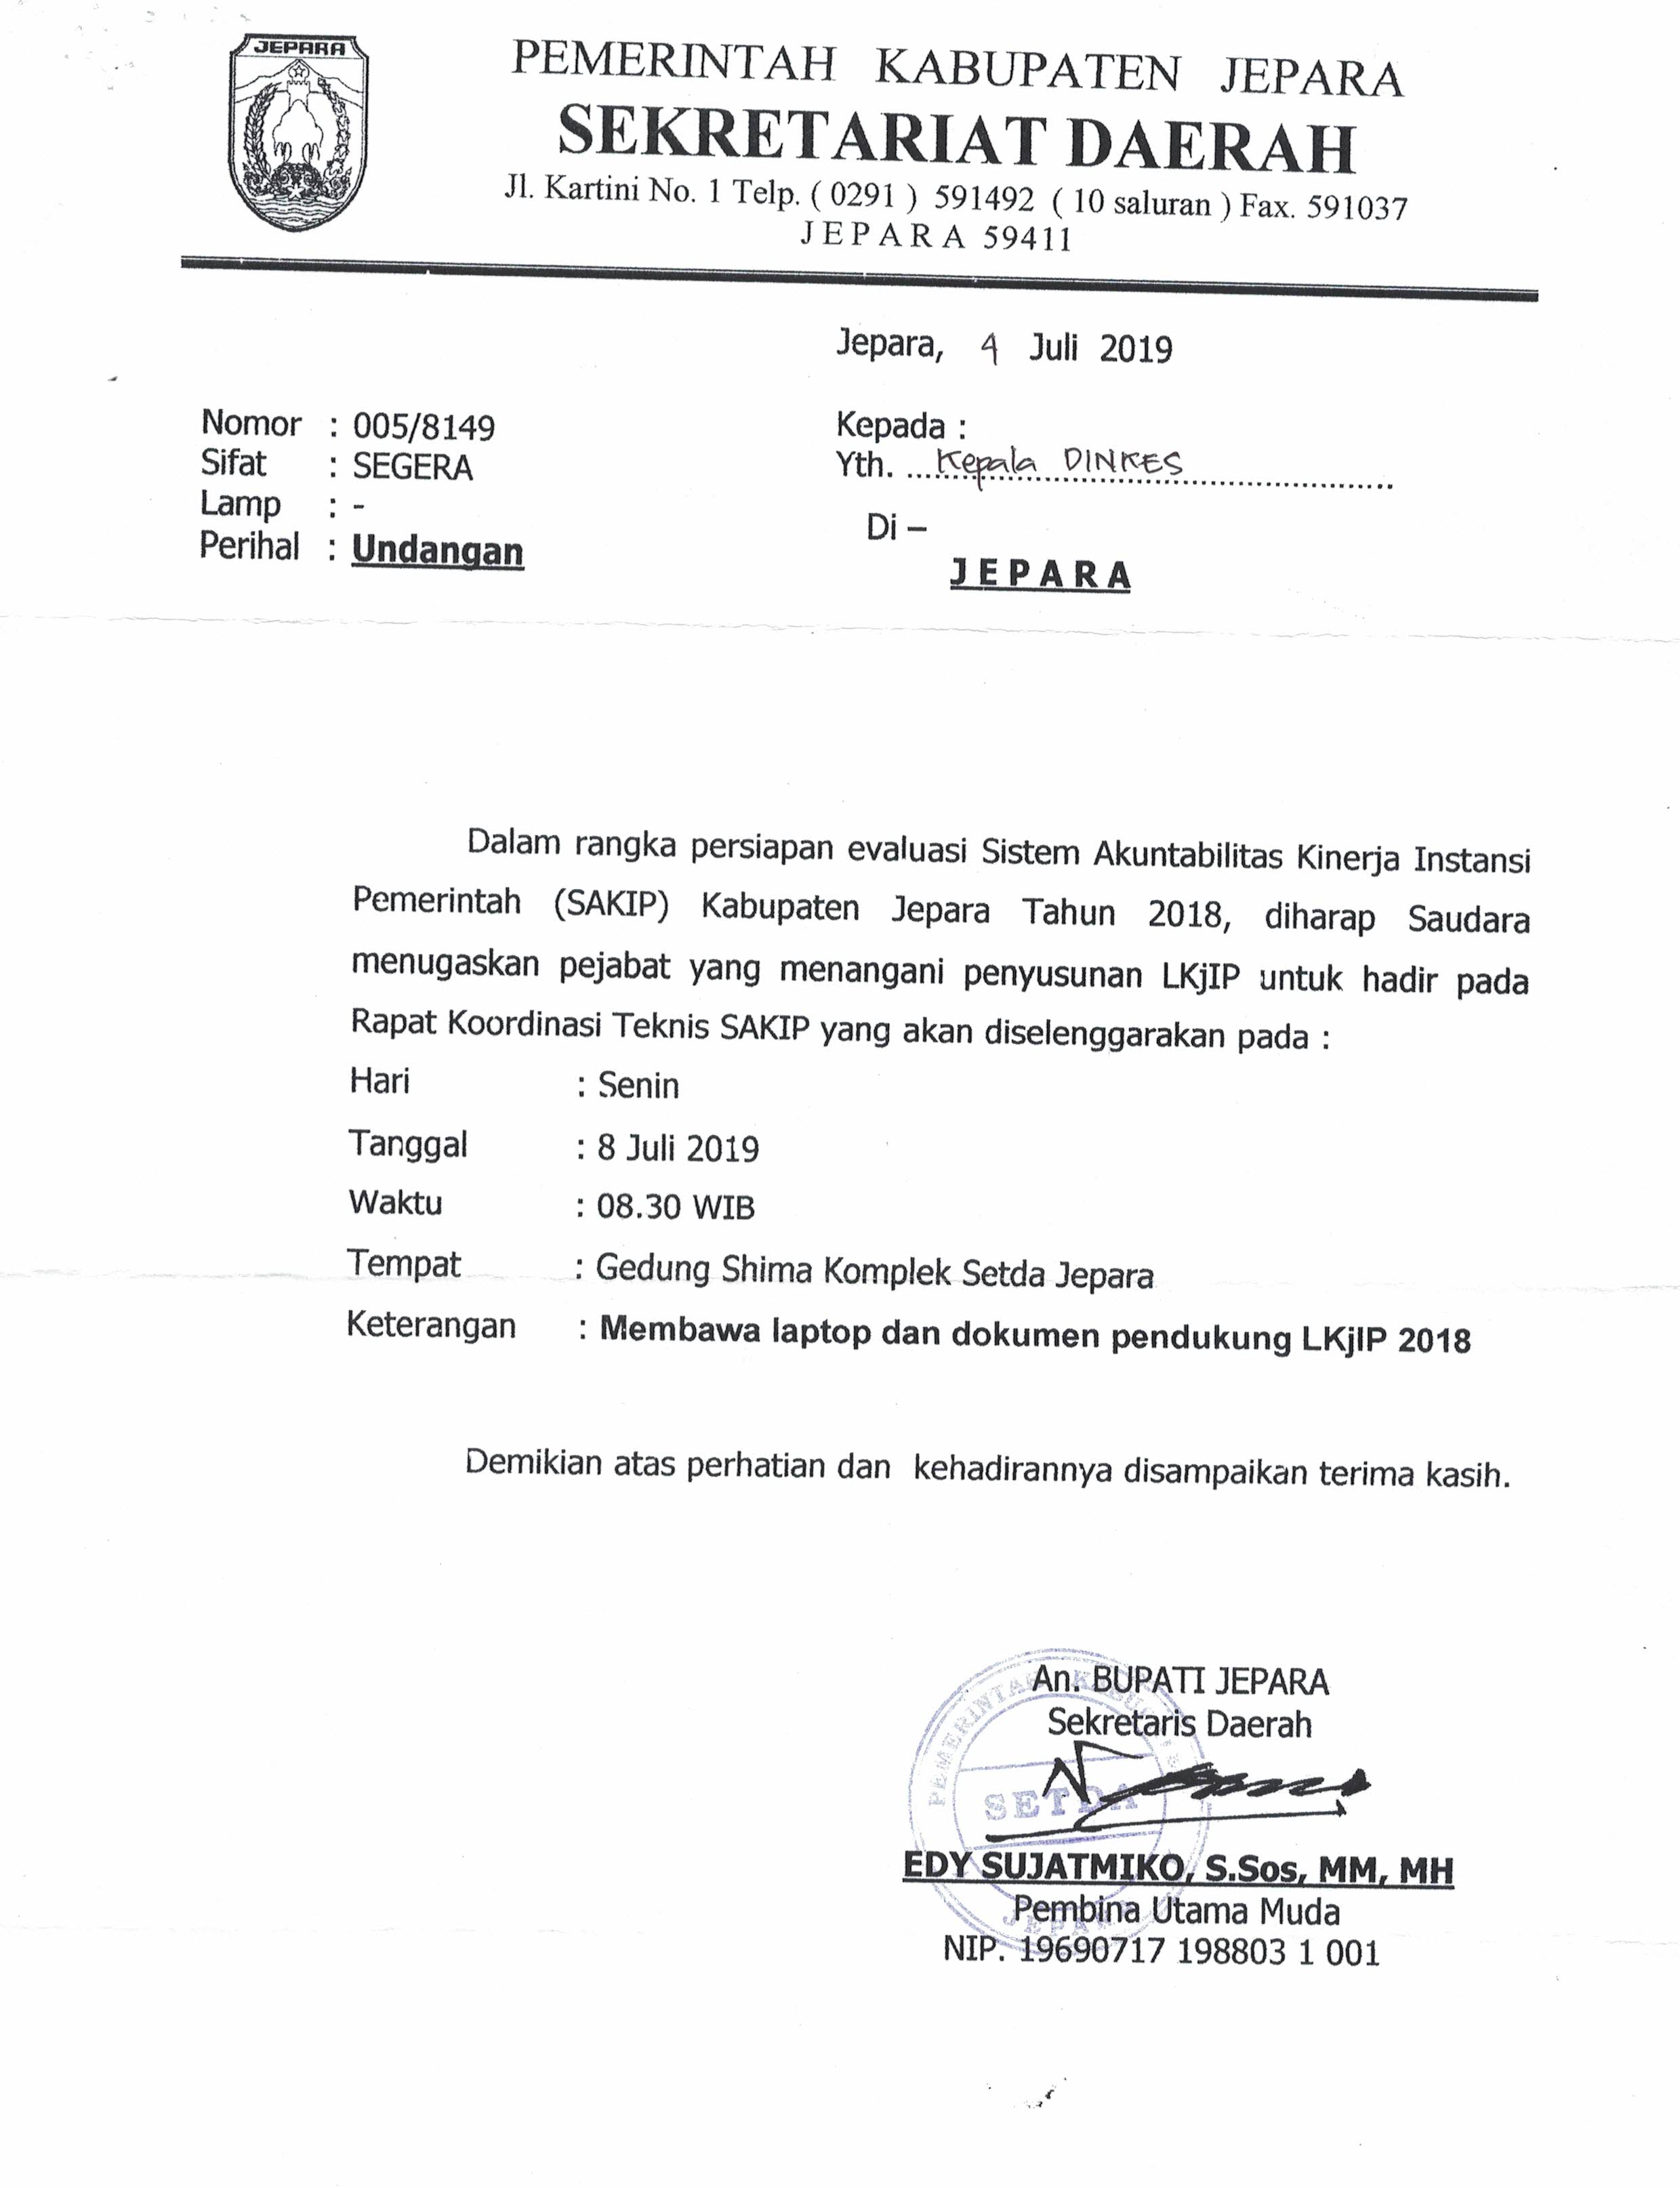 JEPARA
PEMERINTAH KABUPATEN JEPARA
SEKRETARIAT DAERAH
Jl. Kartini No. 1 Telp. ( 0291 ) 591492 ( 10 saluran ) Fax. 591037
J E P A R A 59411
Jepara, 4 Juli 2019
Nomor : 005/8149
Sifat : SEGERA
Lamp : -
Perihal : Undangan
Kepada :
Yth. ...Kepala DINKES
Di –
J E P A R A
Dalam rangka persiapan evaluasi Sistem Akuntabilitas Kinerja Instansi
Pemerintah (SAKIP) Kabupaten Jepara Tahun 2018, diharap Saudara
menugaskan pejabat yang menangani penyusunan LKjIP untuk hadir pada
Rapat Koordinasi Teknis SAKIP yang akan diselenggarakan pada :
Hari : Senin
Tanggal : 8 Juli 2019
Waktu : 08.30 WIB
Tempat : Gedung Shima Komplek Setda Jepara
Keterangan : Membawa laptop dan dokumen pendukung LKjIP 2018
Demikian atas perhatian dan kehadirannya disampaikan terima kasih.
An. BUPATI JEPARA
Sekretaris Daerah
SETDA
EDY SUJATMIKO, S.Sos, MM, MH
Pembina Utama Muda
NIP. 19690717 198803 1 001
JEPARA